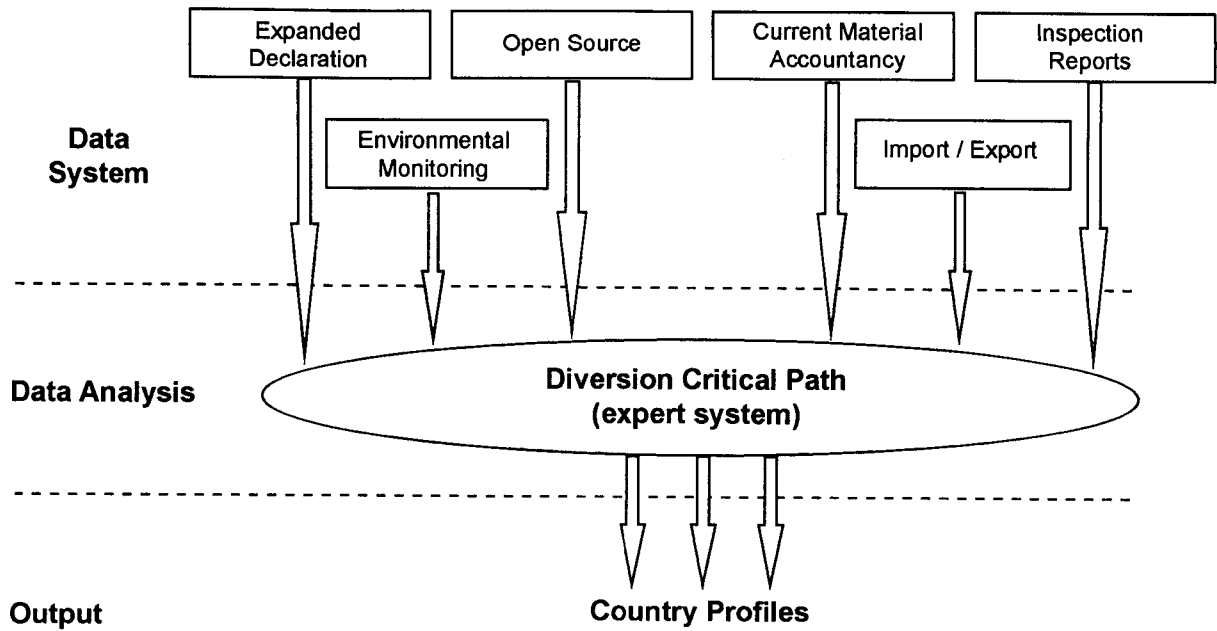 Expanded
Declaration
Open Source
Current Material
Accountancy
Inspection
Reports
Data
System
Environmental
Monitoring
Import / Export
Data Analysis
Diversion Critical Path
(expert system)
Output
Country Profiles